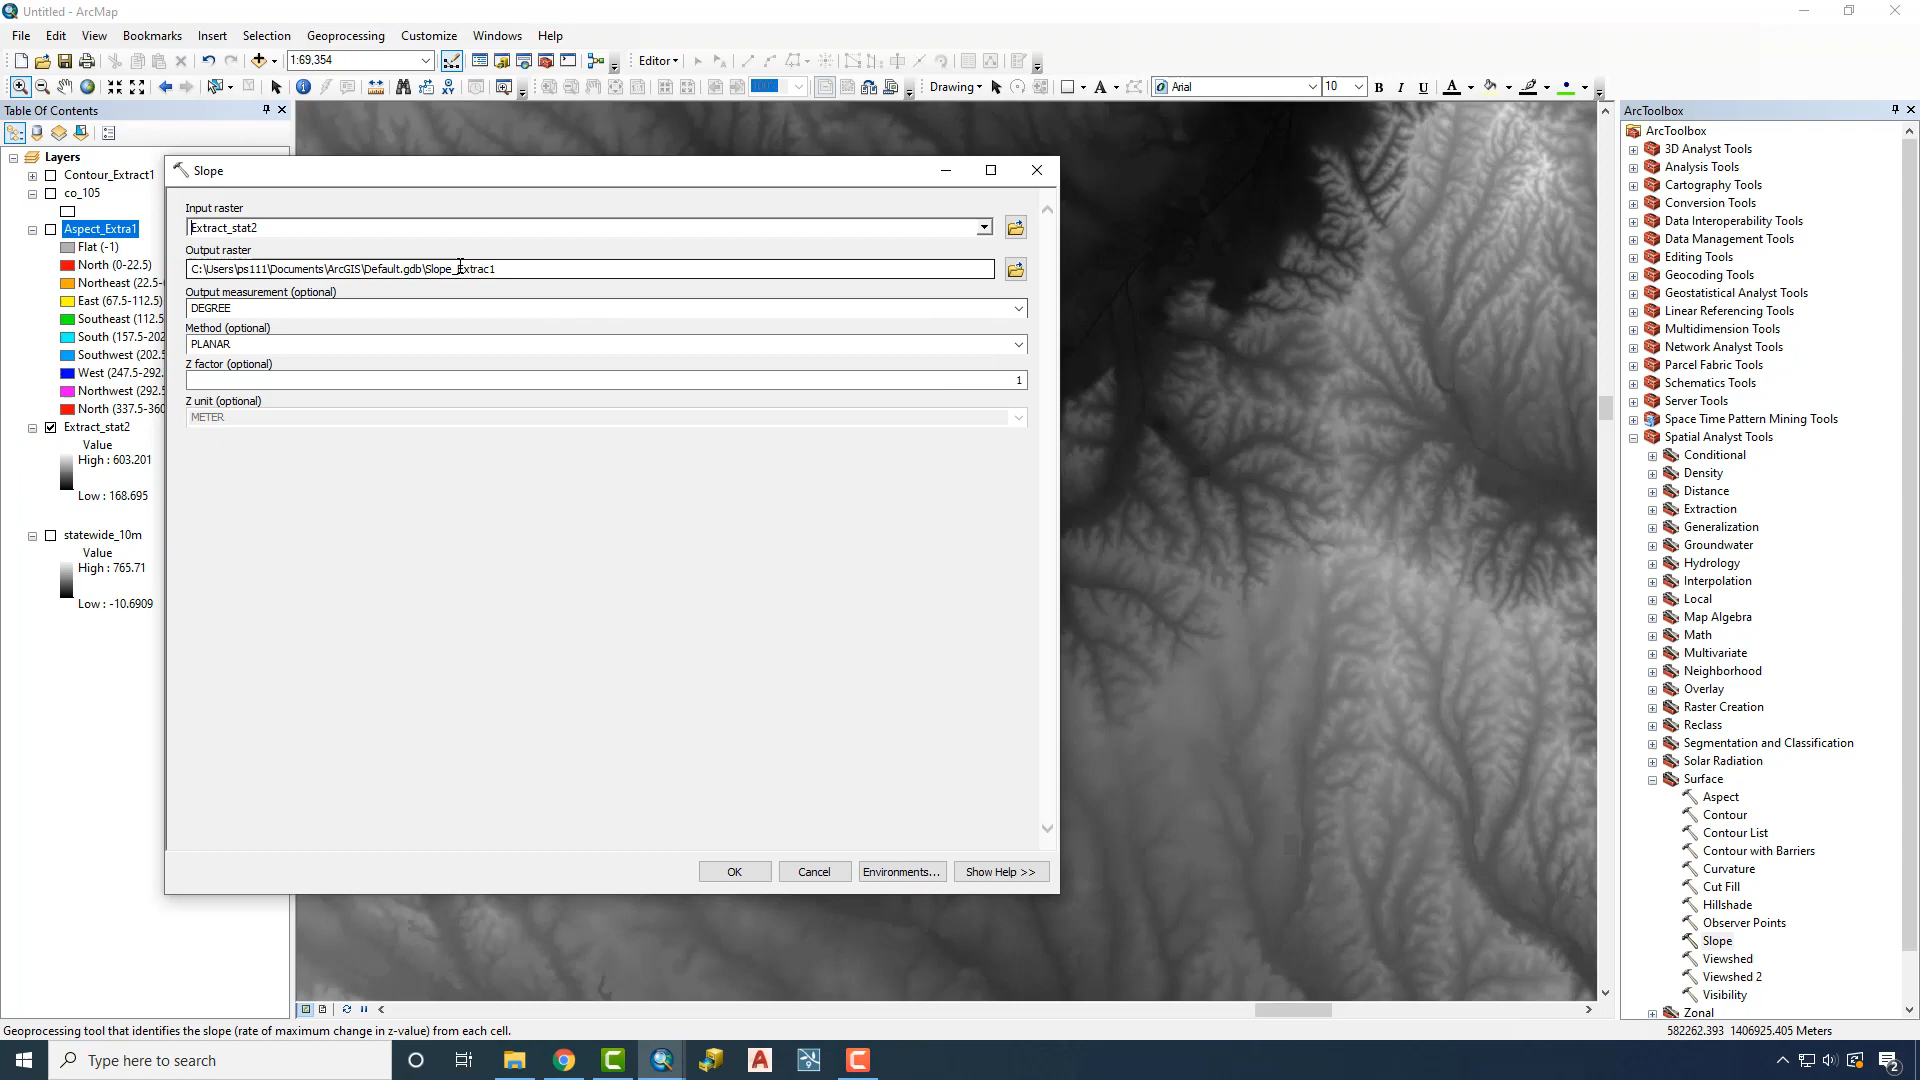 Untitled - ArcMap
File Edit View Bookmarks Insert Selection Geoprocessing Customize Windows Help
1:69,354 Editor
Drawing Arial 10 B I U A
Table Of Contents
Layers
Contour_Extract1
co_105
Aspect_Extra1
Flat (-1)
North (0-22.5)
Northeast (22.5-
East (67.5-112.5)
Southeast (112.5
South (157.5-202
Southwest (202.5
West (247.5-292.
Northwest (292.5
North (337.5-360
Extract_stat2
Value
High : 603.201
Low : 168.695
statewide_10m
Value
High : 765.71
Low : -10.6909
Slope
Input raster
Extract_stat2
Output raster
C:\Users\ps111\Documents\ArcGIS\Default.gdb\Slope_Extrac1
Output measurement (optional)
DEGREE
Method (optional)
PLANAR
Z factor (optional)
1
Z unit (optional)
METER
OK Cancel Environments... Show Help >>
ArcToolbox
ArcToolbox
3D Analyst Tools
Analysis Tools
Cartography Tools
Conversion Tools
Data Interoperability Tools
Data Management Tools
Editing Tools
Geocoding Tools
Geostatistical Analyst Tools
Linear Referencing Tools
Multidimension Tools
Network Analyst Tools
Parcel Fabric Tools
Schematics Tools
Server Tools
Space Time Pattern Mining Tools
Spatial Analyst Tools
Conditional
Density
Distance
Extraction
Generalization
Groundwater
Hydrology
Interpolation
Local
Map Algebra
Math
Multivariate
Neighborhood
Overlay
Raster Creation
Reclass
Segmentation and Classification
Solar Radiation
Surface
Aspect
Contour
Contour List
Contour with Barriers
Curvature
Cut Fill
Hillshade
Observer Points
Slope
Viewshed
Viewshed 2
Visibility
Zonal
Geoprocessing tool that identifies the slope (rate of maximum change in z-value) from each cell.
582262.393 1406925.405 Meters
Type here to search
2